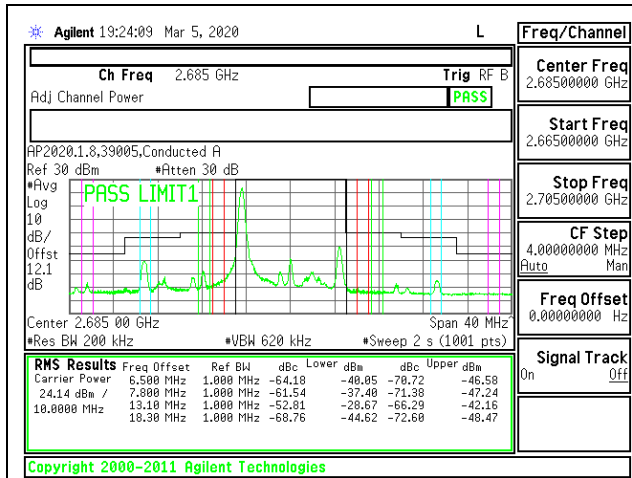 Agilent 19:24:09 Mar 5, 2020 L Freq/Channel
Ch Freq 2.685 GHz Trig RF B
Adj Channel Power PASS
Center Freq
2.68500000 GHz
Start Freq
2.66500000 GHz
Stop Freq
2.70500000 GHz
CF Step
4.00000000 MHz
Auto Man
Freq Offset
0.00000000 Hz
Signal Track
On Off
AP2020.1.8,39005,Conducted A
Ref 30 dBm #Atten 30 dB
#Avg
Log
10
dB/
Offst
12.1
dB
PASS LIMIT1
Center 2.685 00 GHz Span 40 MHz^
#Res BW 200 kHz #VBW 620 kHz #Sweep 2 s (1001 pts)
RMS Results Freq Offset Ref BW dBc Lower dBm dBc Upper dBm
Carrier Power 6.500 MHz 1.000 MHz -64.18 -40.05 -70.72 -46.58
24.14 dBm / 7.800 MHz 1.000 MHz -61.54 -37.40 -71.38 -47.24
10.0000 MHz 13.10 MHz 1.000 MHz -52.81 -28.67 -66.29 -42.16
18.30 MHz 1.000 MHz -68.76 -44.62 -72.60 -48.47
Copyright 2000-2011 Agilent Technologies